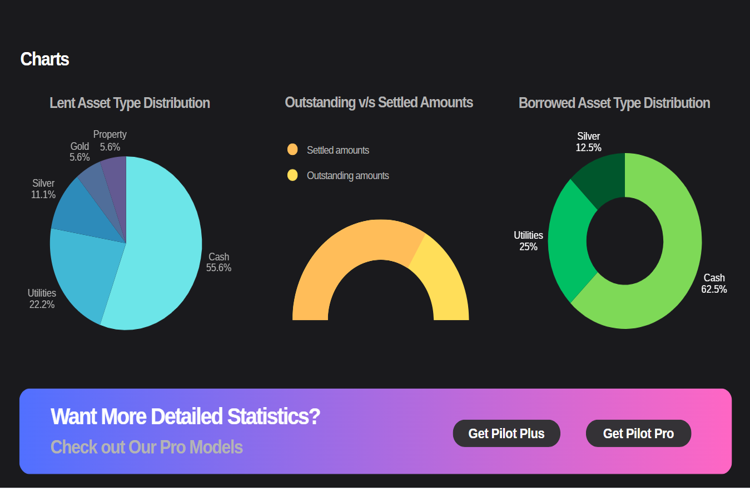 Charts
Lent Asset Type Distribution
Property
5.6%
Gold
5.6%
Silver
11.1%
Utilities
22.2%
Cash
55.6%
Outstanding v/s Settled Amounts
Settled amounts
Outstanding amounts
Borrowed Asset Type Distribution
Silver
12.5%
Utilities
25%
Cash
62.5%
Want More Detailed Statistics?
Check out Our Pro Models
Get Pilot Plus
Get Pilot Pro